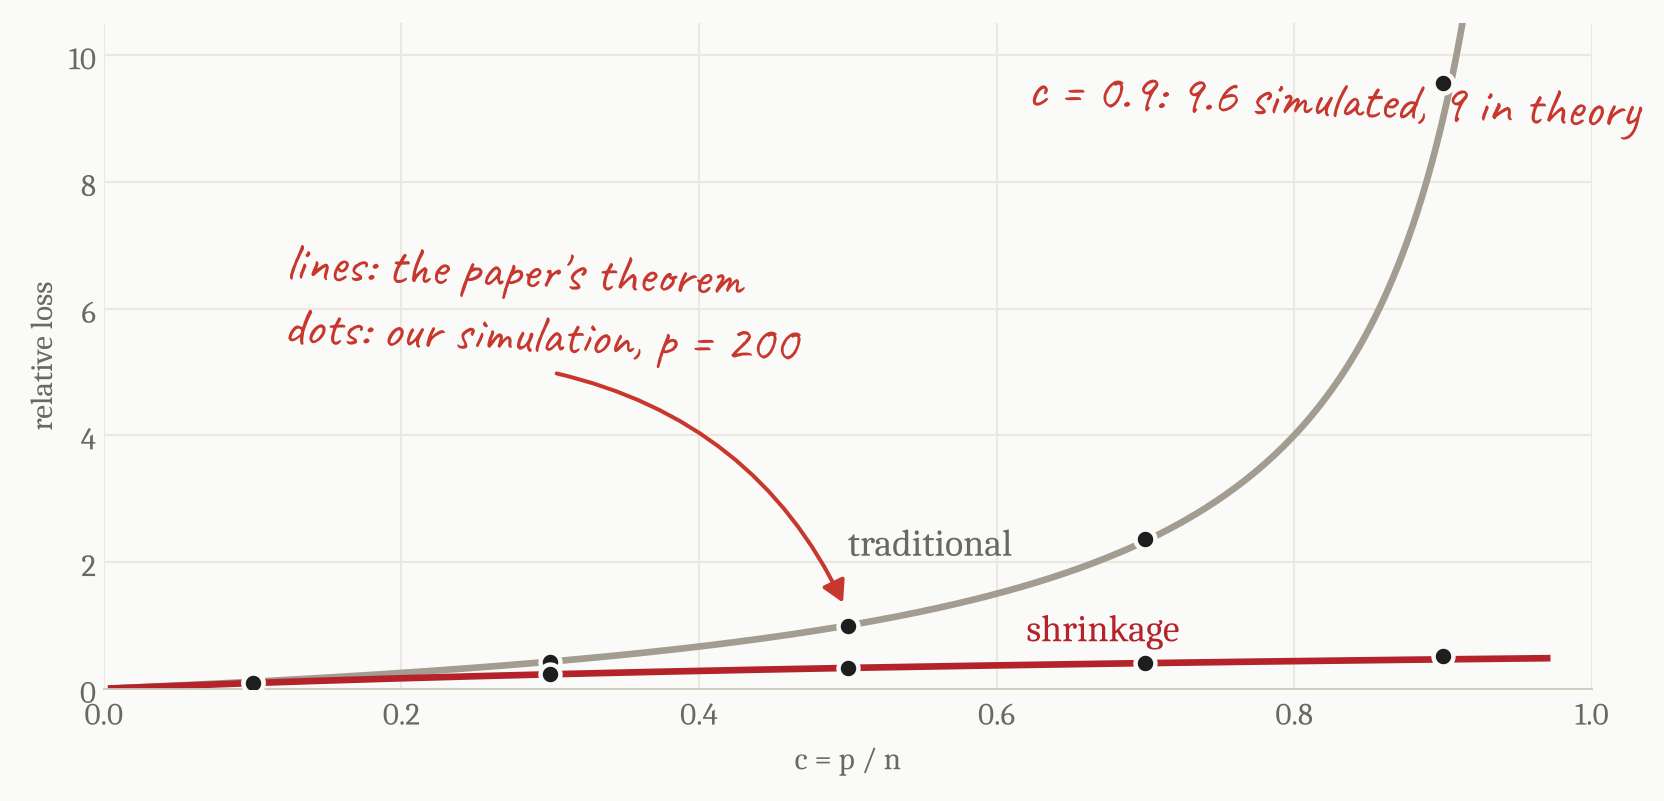 10
c = 0.9: 9.6 simulated, 9 in theory
8
lines: the paper's theorem
6
dots: our simulation, p = 200
relative loss
4
traditional
2
shrinkage
0
0.0 0.2 0.4 0.6 0.8 1.0
c = p / n